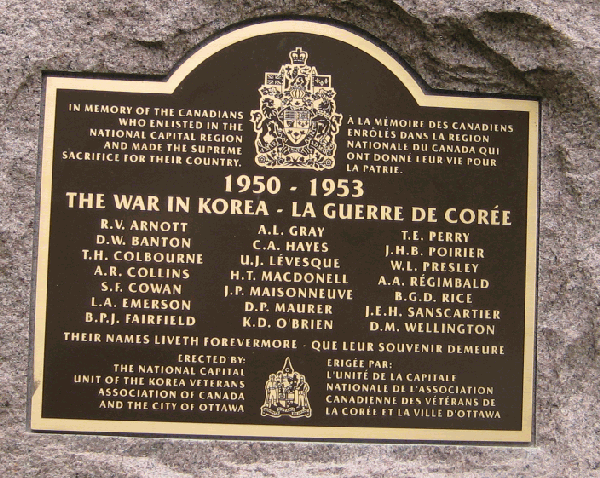 IN MEMORY OF THE CANADIANS
WHO ENLISTED IN THE
NATIONAL CAPITAL REGION
AND MADE THE SUPREME
SACRIFICE FOR THEIR COUNTRY.
A LA MÉMOIRE DES CANADIENS
ENRÔLÉS DANS LA REGION
NATIONALE DU CANADA QUI
ONT DONNÉ LEUR VIE POUR
LA PATRIE.
1950 - 1953
THE WAR IN KOREA - LA GUERRE DE CORÉE
R.V. ARNOTT
D.W. BANTON
T.H. COLBOURNE
A.R. COLLINS
S.F. COWAN
L.A. EMERSON
B.P.J. FAIRFIELD
A.L. GRAY
C.A. HAYES
U.J. LÉVESQUE
H.T. MACDONELL
J.P. MAISONNEUVE
D.P. MAURER
K.D. O'BRIEN
T.E. PERRY
J.H.B. POIRIER
W.L. PRESLEY
A.A. RÉGIMBALD
B.G.D. RICE
J.E.H. SANSCARTIER
D.M. WELLINGTON
THEIR NAMES LIVETH FOREVERMORE - QUE LEUR SOUVENIR DEMEURE
ERECTED BY:
THE NATIONAL CAPITAL
UNIT OF THE KOREA VETERANS
ASSOCIATION OF CANADA
AND THE CITY OF OTTAWA
ERIGÉE PAR:
L'UNITÉ DE LA CAPITALE
NATIONALE DE L'ASSOCIATION
CANADIENNE DES VÉTÉRANS DE
LA CORÉE ET LA VILLE D'OTTAWA